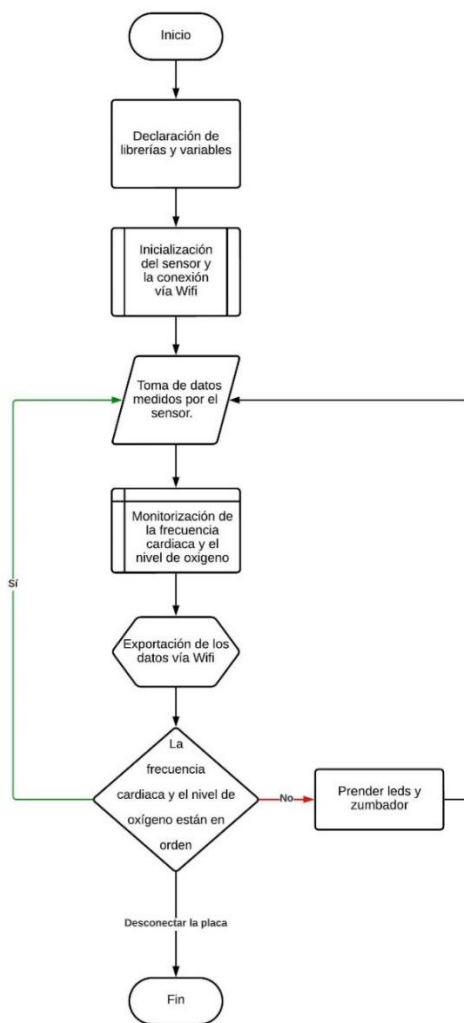 Inicio
Declaración de
librerías y variables
Inicialización
del sensor y
la conexión
vía Wifi
Toma de datos
medidos por el
sensor.
Monitorización de
la frecuencia
cardiaca y el
nivel de oxigeno
Sí
Exportación de los
datos vía Wifi
La
frecuencia
cardiaca y el nivel de
oxígeno están en
orden
No
Prender leds y
zumbador
Desconectar la placa
Fin